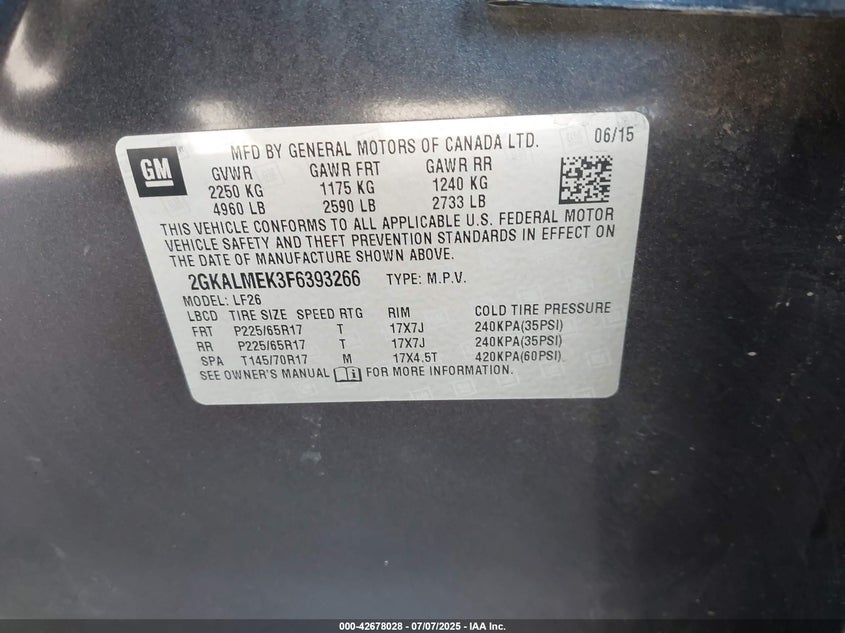 GM
MFD BY GENERAL MOTORS OF CANADA LTD. 06/15
GVWR GAWR FRT GAWR RR
2250 KG 1175 KG 1240 KG
4960 LB 2590 LB 2733 LB
THIS VEHICLE CONFORMS TO ALL APPLICABLE U.S. FEDERAL MOTOR
VEHICLE SAFETY AND THEFT PREVENTION STANDARDS IN EFFECT ON
THE DATE OF MANUFACTURE SHOWN ABOVE.
2GKALMEK3F6393266 TYPE: M.P.V.
MODEL: LF26
LBCD TIRE SIZE SPEED RTG RIM COLD TIRE PRESSURE
FRT P225/65R17 T 17X7J 240KPA(35PSI)
RR P225/65R17 T 17X7J 240KPA(35PSI)
SPA T145/70R17 M 17X4.5T 420KPA(60PSI)
SEE OWNER'S MANUAL FOR MORE INFORMATION.
000-42678028 - 07/07/2025 - IAA Inc.